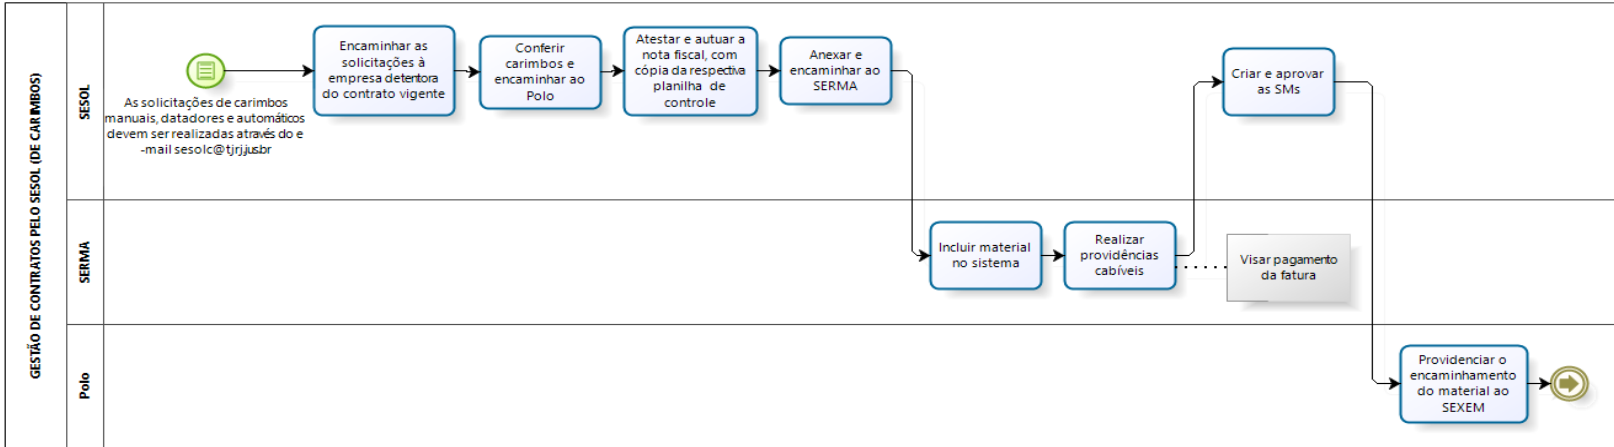 GESTÃO DE CONTRATOS PELO SESOL (DE CARIMBOS)
SESOL
As solicitações de carimbos
manuais, datadores e automáticos
devem ser realizadas através do e
-mail sesolc@tjrj.jus.br
Encaminhar as
solicitações à
empresa detentora
do contrato vigente
Conferir
carimbos e
encaminhar ao
Polo
Atestar e autuar a
nota fiscal, com
cópia da respectiva
planilha de
controle
Anexar e
encaminhar ao
SERMA
Criar e aprovar
as SMs
SERMA
Incluir material
no sistema
Realizar
providências
cabíveis
Visar pagamento
da fatura
Polo
Providenciar o
encaminhamento
do material ao
SEXEM